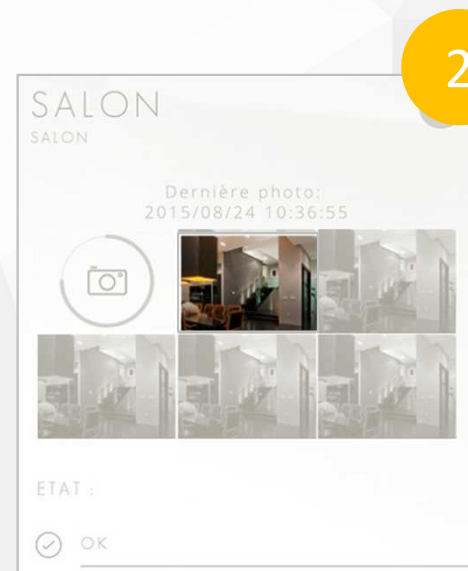 2
SALON
SALON
Dernière photo:
2015/08/24 10:36:55
ETAT :
OK